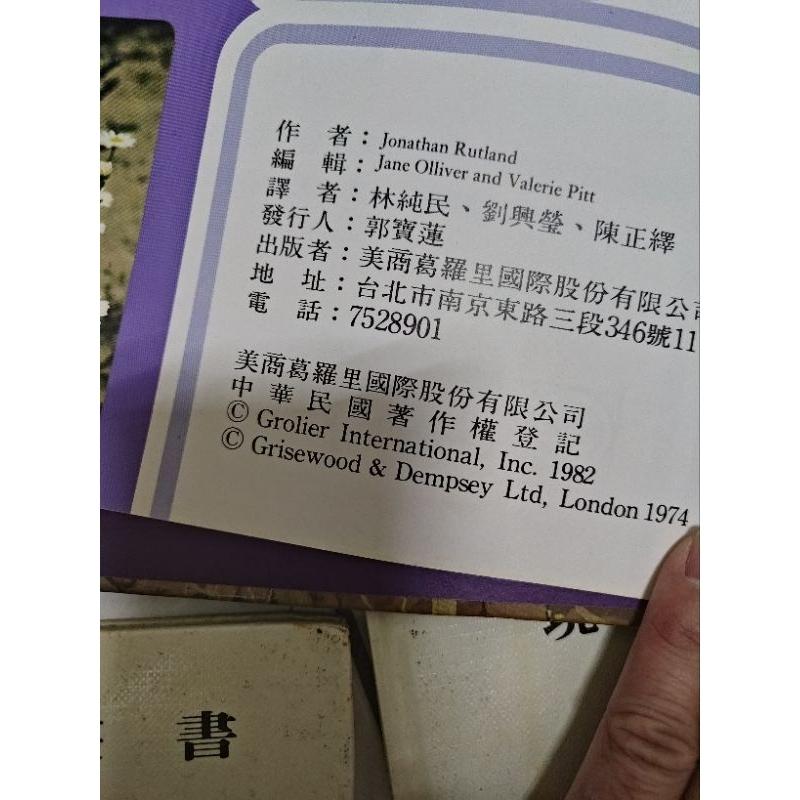 作　者：Jonathan Rutland
編　輯：Jane Olliver and Valerie Pitt
譯　者：林純民、劉興瑩、陳正繹
發行人：郭寶蓮
出版者：美商葛羅里國際股份有限公
地　址：台北市南京東路三段346號11
電　話：7528901
美商葛羅里國際股份有限公司
中華民國著作權登記
© Grolier International, Inc. 1982
© Grisewood & Dempsey Ltd, London 1974
書